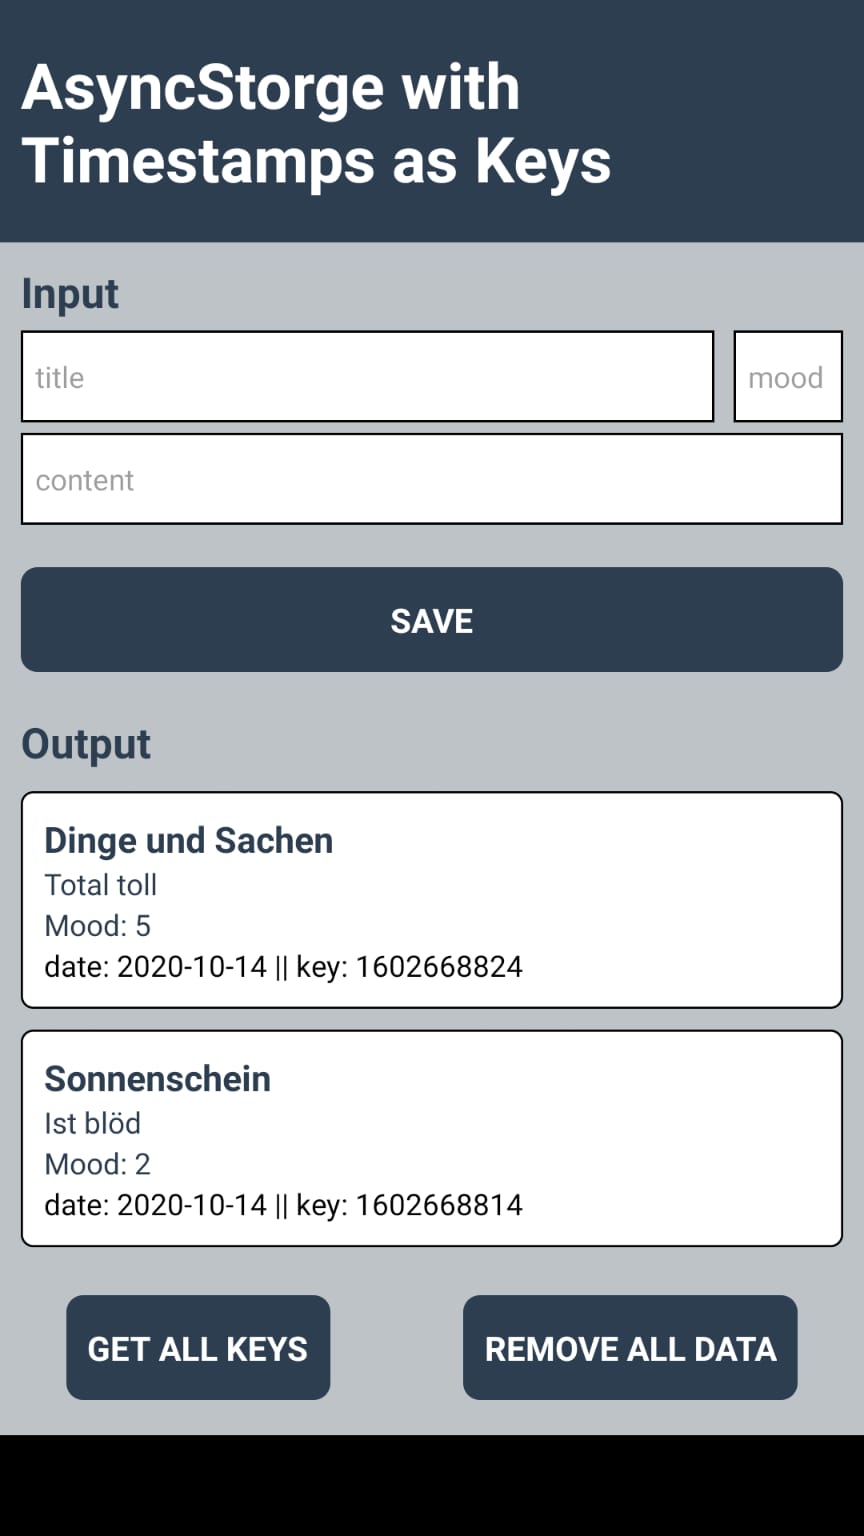 AsyncStorge with
Timestamps as Keys
Input
title
mood
content
SAVE
Output
Dinge und Sachen
Total toll
Mood: 5
date: 2020-10-14 || key: 1602668824
Sonnenschein
Ist blöd
Mood: 2
date: 2020-10-14 || key: 1602668814
GET ALL KEYS
REMOVE ALL DATA